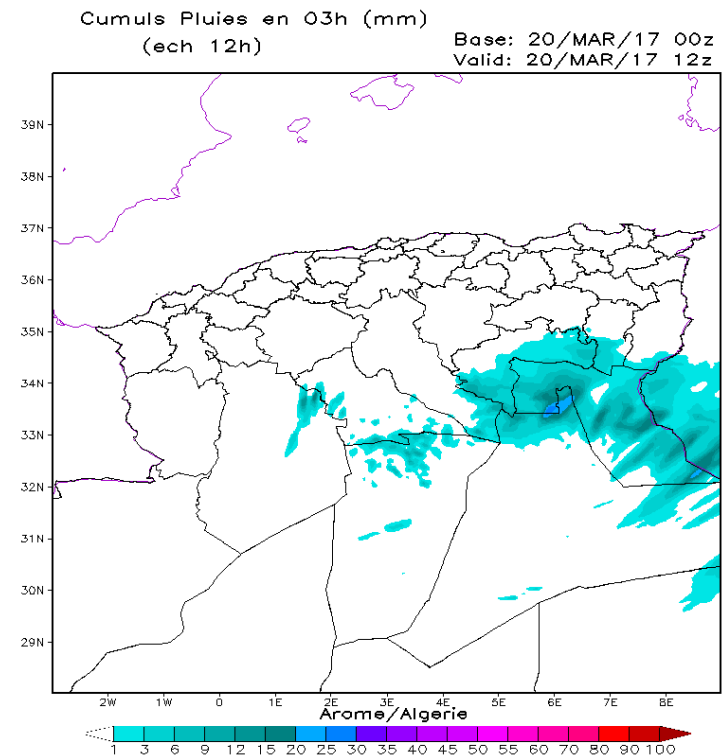 Cumuls Pluies en 03h (mm)
(ech 12h)
Base: 20/MAR/17 00z
Valid: 20/MAR/17 12z
39N
38N
37N
36N
35N
34N
33N
32N
31N
30N
29N
2W 1W 0 1E 2E 3E 4E 5E 6E 7E 8E
Arome/Algerie
1 3 6 9 12 15 20 25 30 35 40 45 50 55 60 70 80 90 100